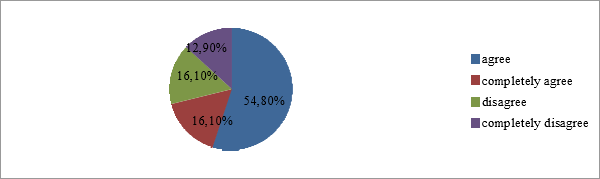 12,90%
16,10%
54,80%
16,10%
agree
completely agree
disagree
completely disagree